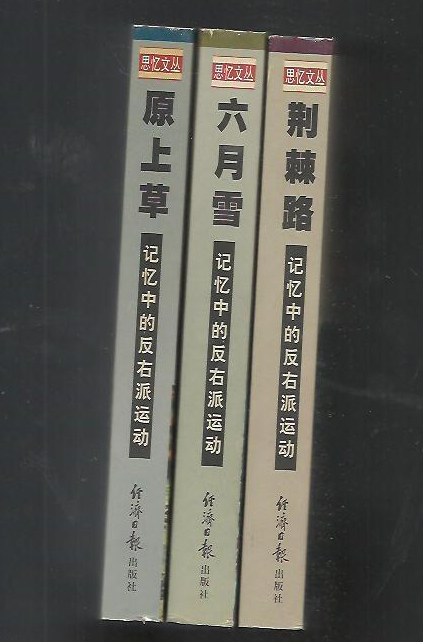 思忆文丛
原上草
记忆中的反右派运动
经济日报
出版社
思忆文丛
六月雪
记忆中的反右派运动
经济日报
出版社
思忆文丛
荆棘路
记忆中的反右派运动
经济日报
出版社